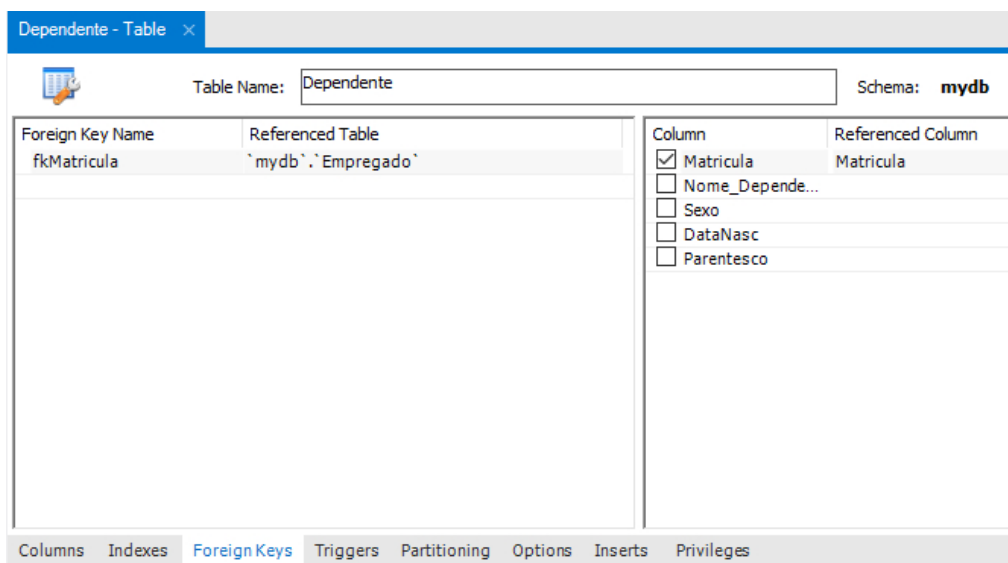 Dependente - Table ×
Table Name: Dependente Schema: mydb
Foreign Key Name Referenced Table
fkMatricula `mydb`.`Empregado`
Column Referenced Column
Matricula Matricula
Nome_Depende...
Sexo
DataNasc
Parentesco
Columns Indexes Foreign Keys Triggers Partitioning Options Inserts Privileges